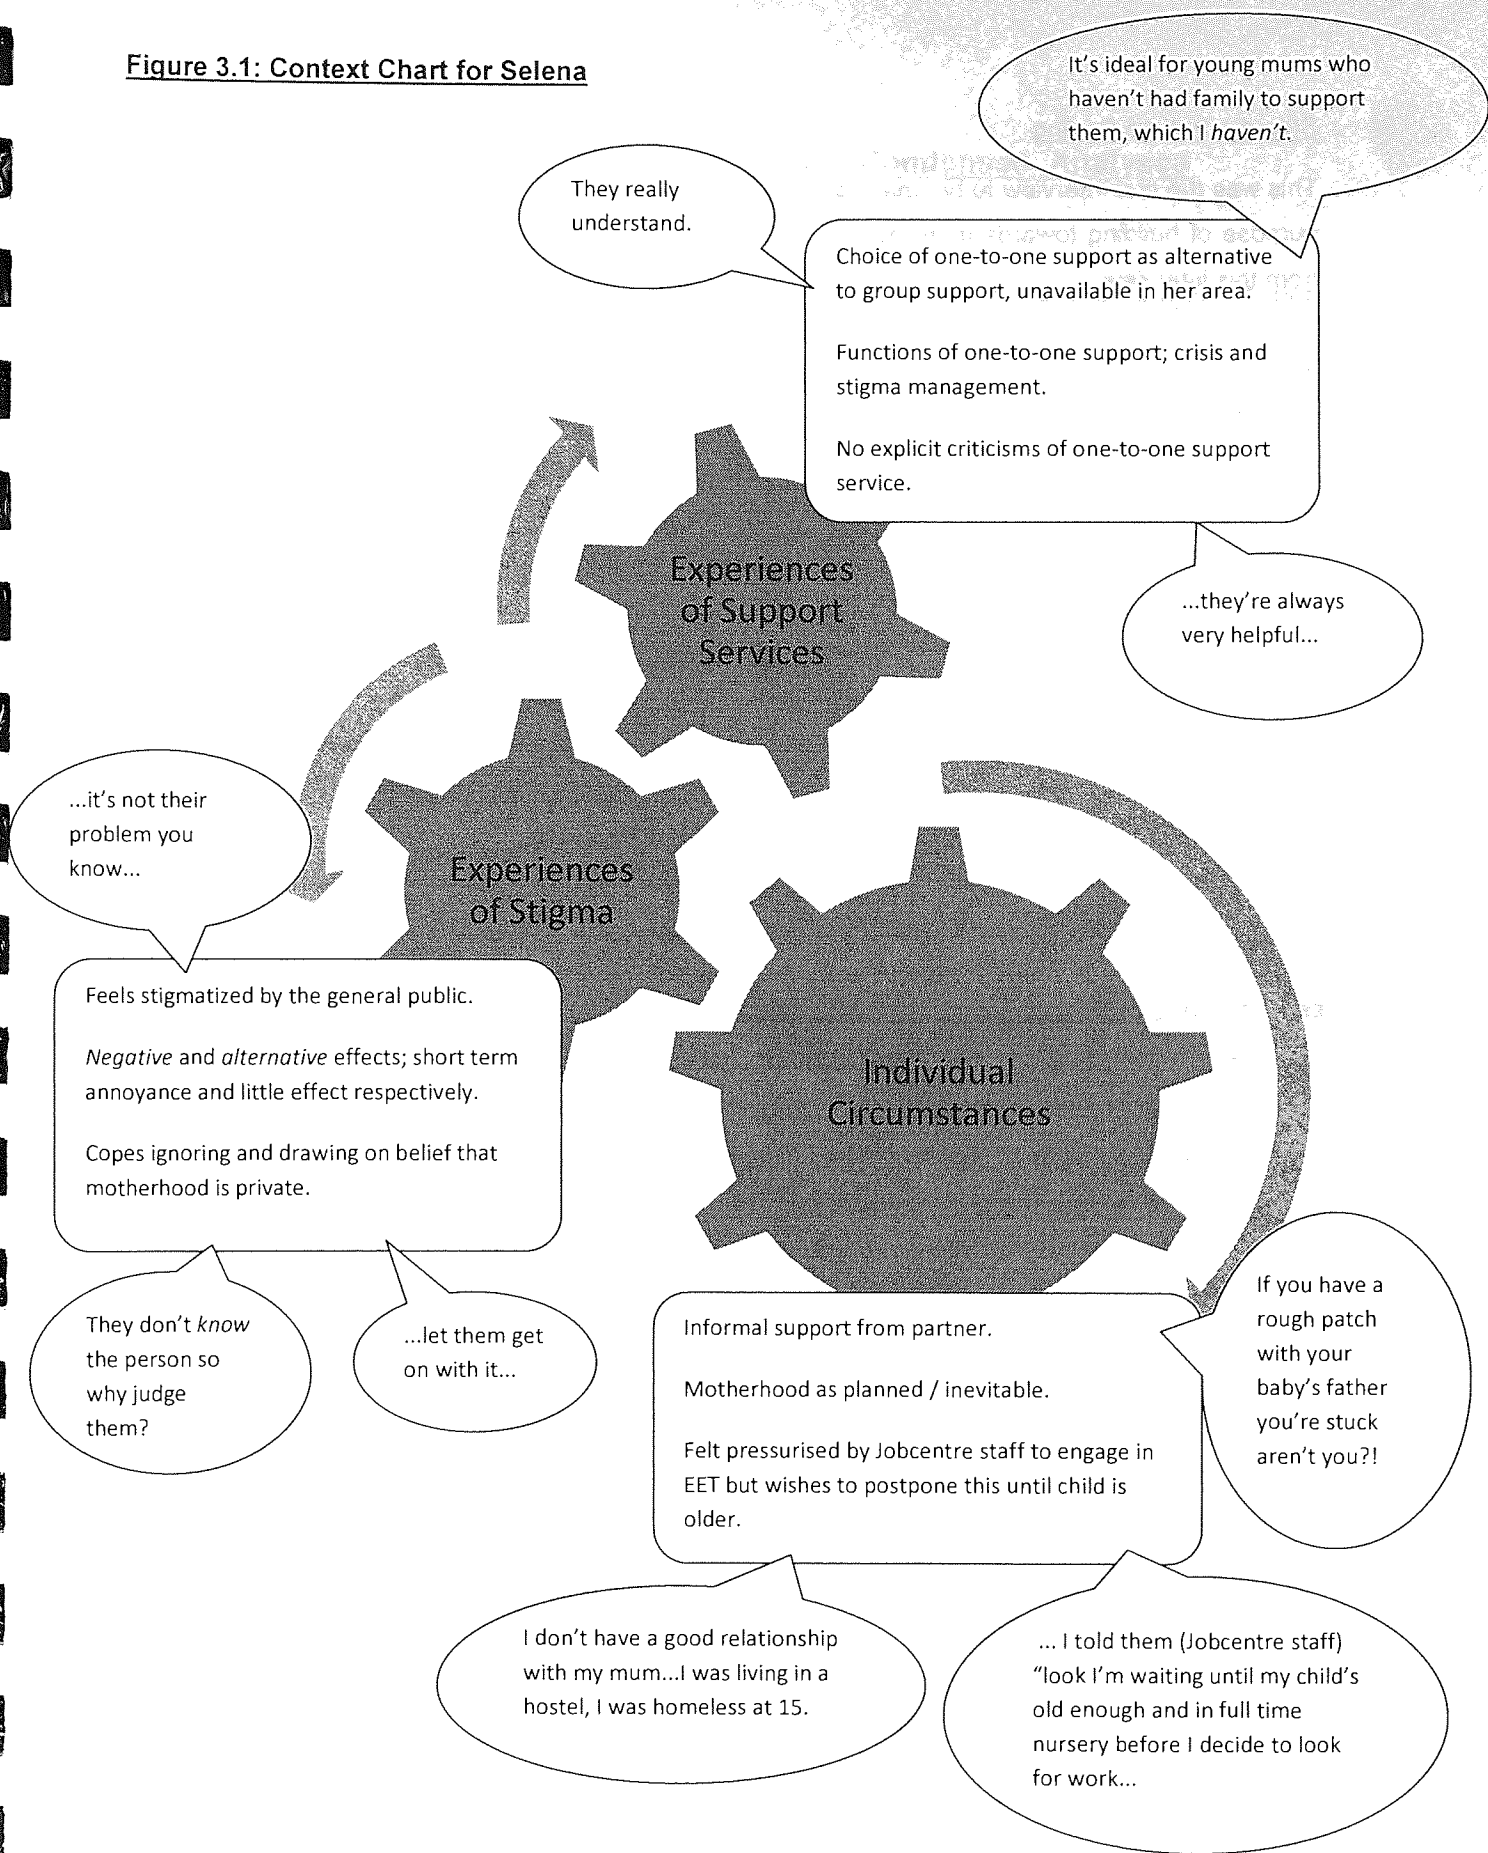 Figure 3.1: Context Chart for Selena
It's ideal for young mums who
haven't had family to support
them, which I haven't.
They really
understand.
Choice of one-to-one support as alternative
to group support, unavailable in her area.
Functions of one-to-one support; crisis and
stigma management.
No explicit criticisms of one-to-one support
service.
Experiences
of Support
Services
...they're always
very helpful...
...it's not their
problem you
know...
Experiences
of Stigma
Feels stigmatized by the general public.
Negative and alternative effects; short term
annoyance and little effect respectively.
Copes ignoring and drawing on belief that
motherhood is private.
They don't know
the person so
why judge
them?
...let them get
on with it...
Individual
Circumstances
Informal support from partner.
Motherhood as planned / inevitable.
Felt pressurised by Jobcentre staff to engage in
EET but wishes to postpone this until child is
older.
If you have a
rough patch
with your
baby's father
you're stuck
aren't you?!
I don't have a good relationship
with my mum...I was living in a
hostel, I was homeless at 15.
... I told them (Jobcentre staff)
"look I'm waiting until my child's
old enough and in full time
nursery before I decide to look
for work...